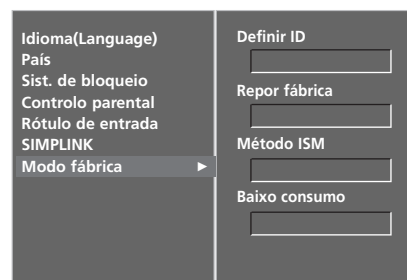 Idioma(Language)
País
Sist. de bloqueio
Controlo parental
Rótulo de entrada
SIMPLINK
Modo fábrica ►
Definir ID
Repor fábrica
Método ISM
Baixo consumo